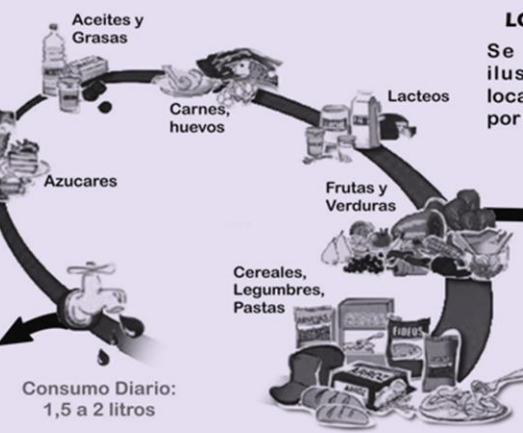 Aceites y
Grasas
Carnes,
huevos
Lacteos
Azucares
Frutas y
Verduras
Cereales,
Legumbres,
Pastas
FIDEOS
ARROZ
Consumo Diario:
1,5 a 2 litros
LO
Se
ilus
loca
por